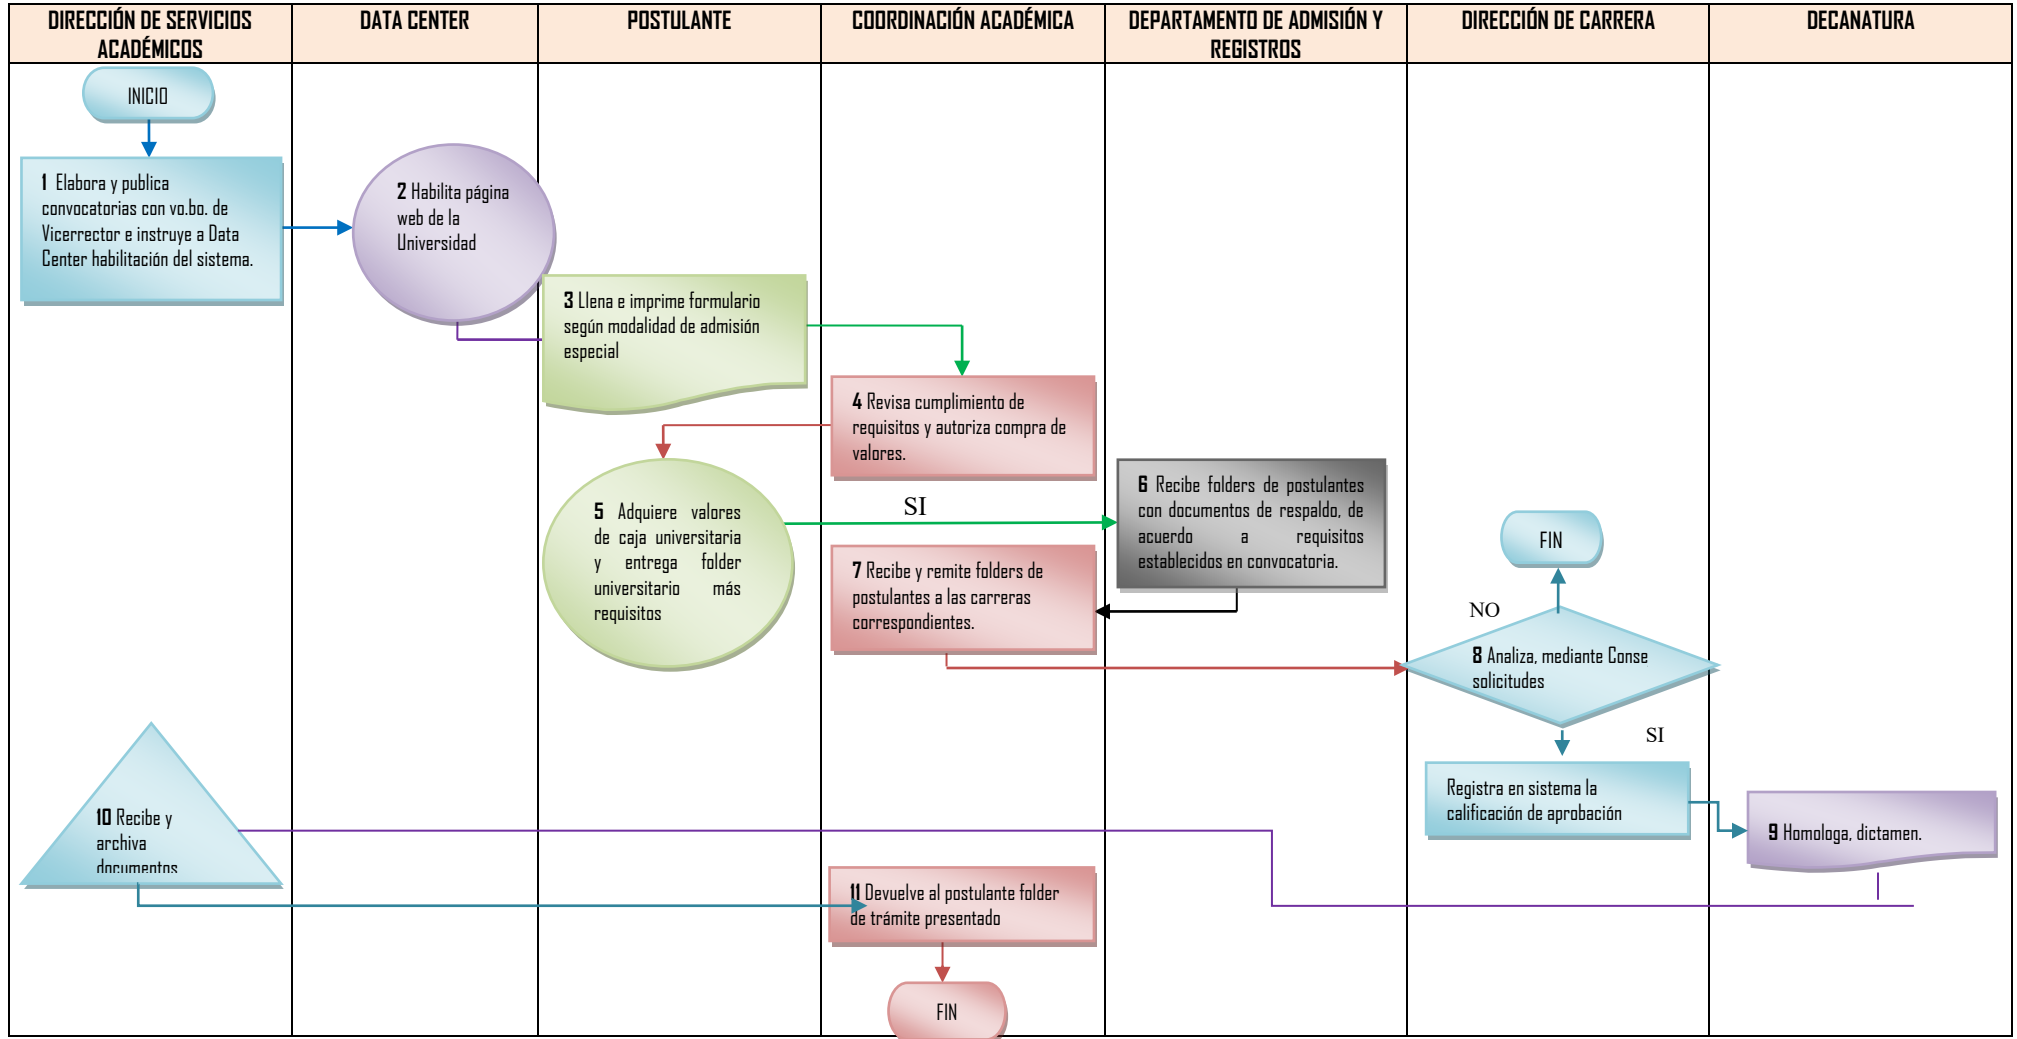 DIRECCIÓN DE SERVICIOS
ACADÉMICOS
DATA CENTER
POSTULANTE
COORDINACIÓN ACADÉMICA
DEPARTAMENTO DE ADMISIÓN Y
REGISTROS
DIRECCIÓN DE CARRERA
DECANATURA
INICIO
1 Elabora y publica
convocatorias con vo.bo. de
Vicerrector e instruye a Data
Center habilitación del sistema.
2 Habilita página
web de la
Universidad
3 Llena e imprime formulario
según modalidad de admisión
especial
4 Revisa cumplimiento de
requisitos y autoriza compra de
valores.
5 Adquiere valores
de caja universitaria
y entrega folder
universitario más
requisitos
SI
6 Recibe folders de postulantes
con documentos de respaldo, de
acuerdo a requisitos
establecidos en convocatoria.
7 Recibe y remite folders de
postulantes a las carreras
correspondientes.
FIN
NO
8 Analiza, mediante Conse
solicitudes
SI
Registra en sistema la
calificación de aprobación
9 Homologa, dictamen.
10 Recibe y
archiva
documentos
11 Devuelve al postulante folder
de trámite presentado
FIN